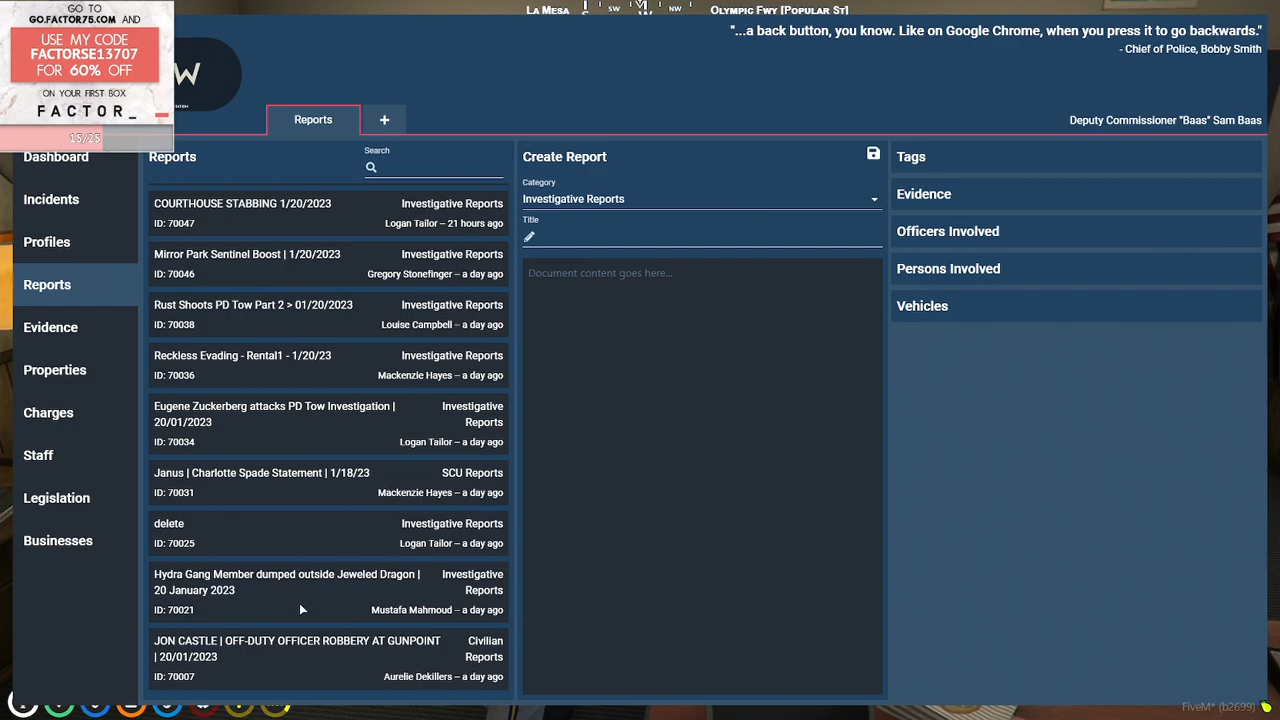 LA MESA SW W NW OLYMPIC FWY [POPULAR ST]
GO TO
GO.FACTOR75.COM AND
USE MY CODE
FACTORSE13707
FOR 60% OFF
ON YOUR FIRST BOX
FACTOR_
15/25
W
"...a back button, you know. Like on Google Chrome, when you press it to go backwards."
- Chief of Police, Bobby Smith
Reports
+
Deputy Commissioner "Baas" Sam Baas
Dashboard
Incidents
Profiles
Reports
Evidence
Properties
Charges
Staff
Legislation
Businesses
Reports
Search
COURTHOUSE STABBING 1/20/2023 Investigative Reports
ID: 70047 Logan Tailor – 21 hours ago
Mirror Park Sentinel Boost | 1/20/2023 Investigative Reports
ID: 70046 Gregory Stonefinger – a day ago
Rust Shoots PD Tow Part 2 > 01/20/2023 Investigative Reports
ID: 70038 Louise Campbell – a day ago
Reckless Evading - Rental1 - 1/20/23 Investigative Reports
ID: 70036 Mackenzie Hayes – a day ago
Eugene Zuckerberg attacks PD Tow Investigation | Investigative
20/01/2023 Reports
ID: 70034 Logan Tailor – a day ago
Janus | Charlotte Spade Statement | 1/18/23 SCU Reports
ID: 70031 Mackenzie Hayes – a day ago
delete Investigative Reports
ID: 70025 Logan Tailor – a day ago
Hydra Gang Member dumped outside Jeweled Dragon | Investigative
20 January 2023 Reports
ID: 70021 Mustafa Mahmoud – a day ago
JON CASTLE | OFF-DUTY OFFICER ROBBERY AT GUNPOINT Civilian
| 20/01/2023 Reports
ID: 70007 Aurelie Dekillers – a day ago
Create Report
Category
Investigative Reports
Title
Document content goes here...
Tags
Evidence
Officers Involved
Persons Involved
Vehicles
FiveM* (b2699)